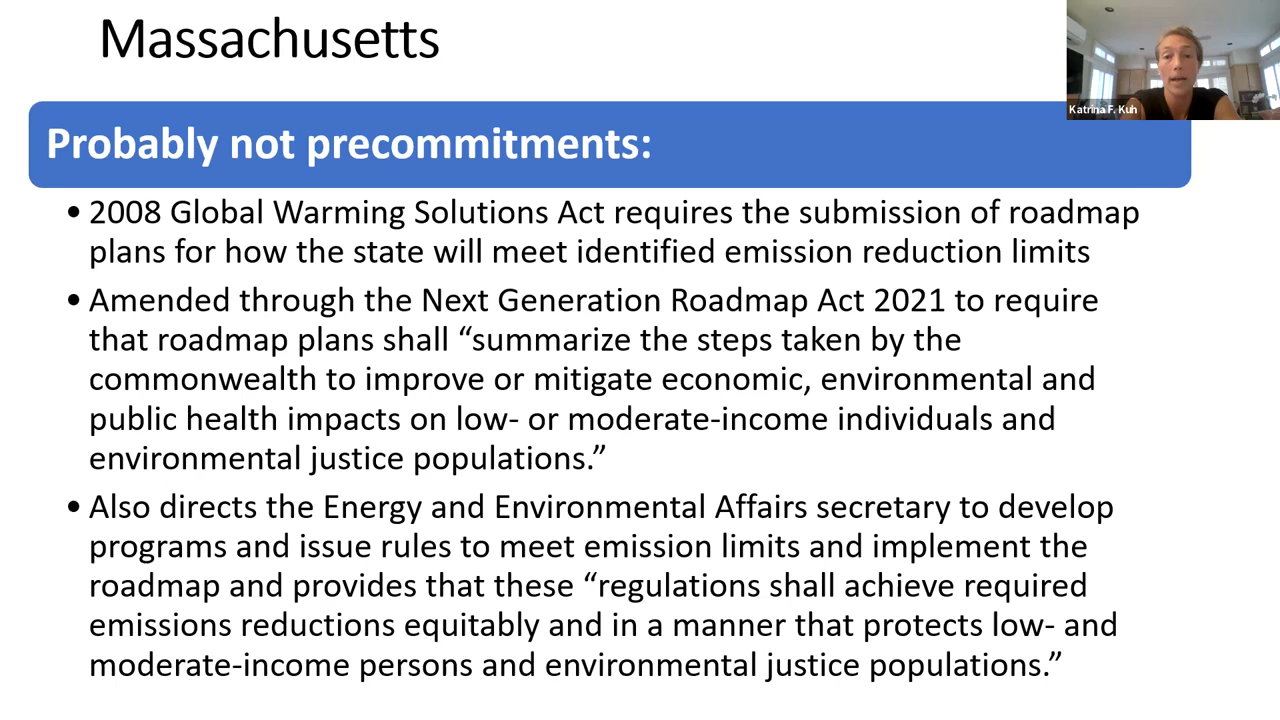 Massachusetts
Katrina F. Kuh
Probably not precommitments:
• 2008 Global Warming Solutions Act requires the submission of roadmap
plans for how the state will meet identified emission reduction limits
• Amended through the Next Generation Roadmap Act 2021 to require
that roadmap plans shall “summarize the steps taken by the
commonwealth to improve or mitigate economic, environmental and
public health impacts on low- or moderate-income individuals and
environmental justice populations.”
• Also directs the Energy and Environmental Affairs secretary to develop
programs and issue rules to meet emission limits and implement the
roadmap and provides that these “regulations shall achieve required
emissions reductions equitably and in a manner that protects low- and
moderate-income persons and environmental justice populations.”